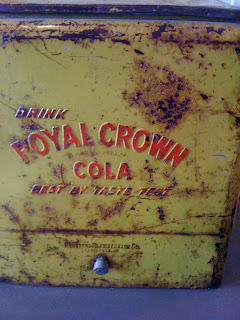 DRINK
ROYAL CROWN
COLA
BEST BY TASTE-TEST